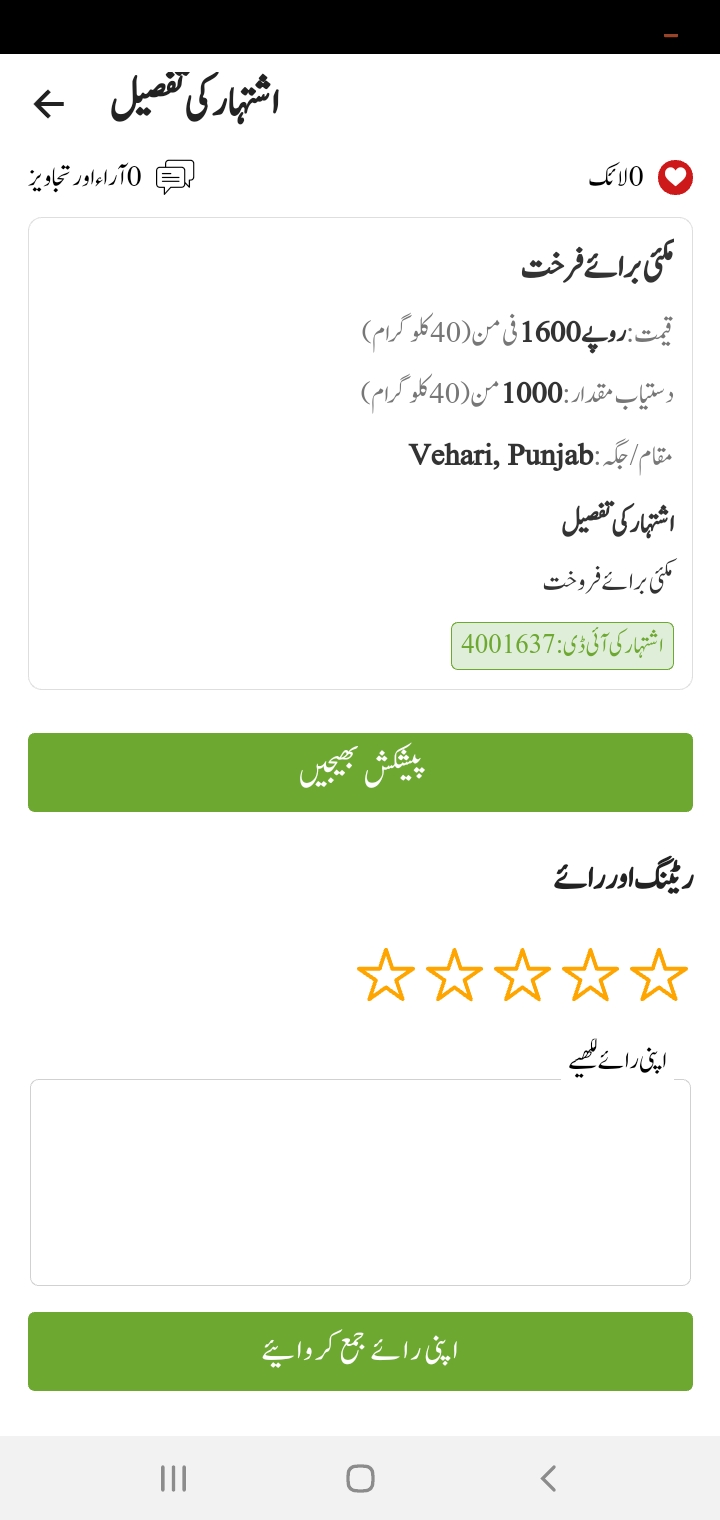 اشتہار کی تفصیل
0 لائک
0 آراء اور تجاویز
مکئی برائے فرخت
قیمت: روپے 1600 فی من (40 کلو گرام)
دستیاب مقدار: 1000 من (40 کلو گرام)
مقام/جگہ: Vehari, Punjab
اشتہار کی تفصیل
مکئی برائے فروخت
اشتہار کی آئی ڈی: 4001637
پیشکش بھیجیں
ریٹنگ اور رائے
اپنی رائے لکھیے
اپنی رائے جمع کروائیے